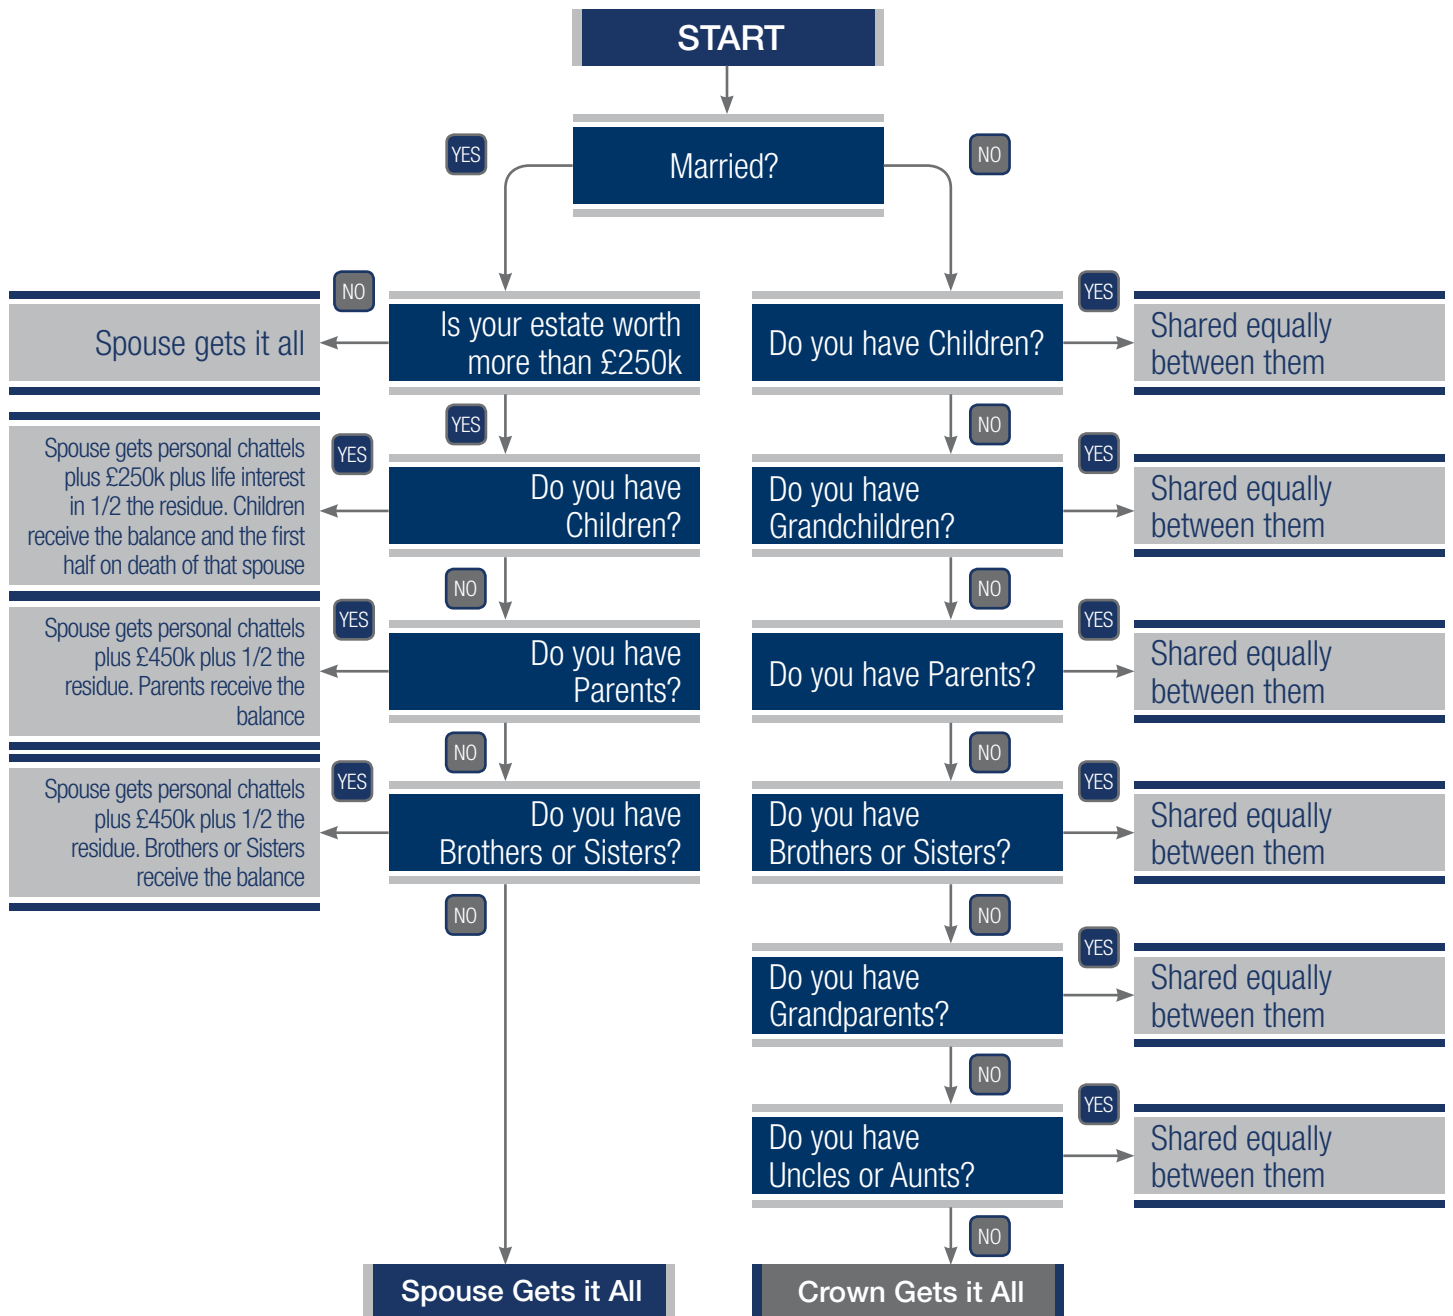 START
Married?
YES
NO
NO
Is your estate worth
more than £250k
Spouse gets it all
YES
Do you have Children?
Shared equally
between them
YES
YES
Do you have
Children?
Spouse gets personal chattels
plus £250k plus life interest
in 1/2 the residue. Children
receive the balance and the first
half on death of that spouse
NO
YES
Do you have
Grandchildren?
Shared equally
between them
NO
YES
Do you have
Parents?
Spouse gets personal chattels
plus £450k plus 1/2 the
residue. Parents receive the
balance
NO
YES
Do you have Parents?
Shared equally
between them
NO
YES
Do you have
Brothers or Sisters?
Spouse gets personal chattels
plus £450k plus 1/2 the
residue. Brothers or Sisters
receive the balance
NO
YES
Do you have
Brothers or Sisters?
Shared equally
between them
NO
NO
YES
Do you have
Grandparents?
Shared equally
between them
NO
YES
Do you have
Uncles or Aunts?
Shared equally
between them
NO
Spouse Gets it All
Crown Gets it All